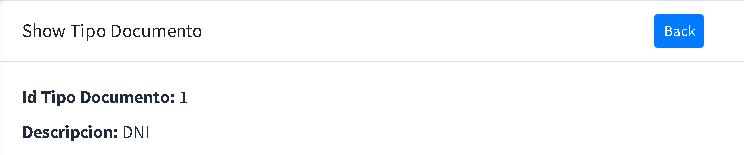 Show Tipo Documento
Back
Id Tipo Documento: 1
Descripcion: DNI